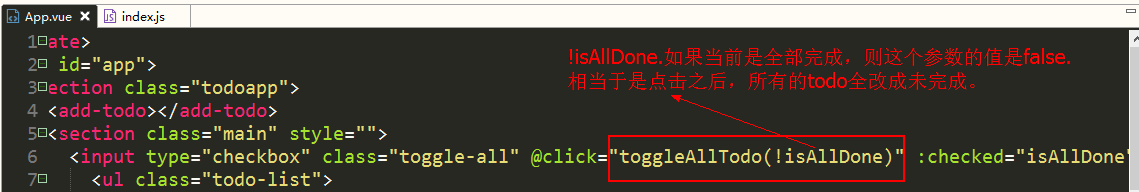 App.vue index.js
1 ate>
!isAllDone.如果当前是全部完成，则这个参数的值是false.
2 id="app">
相当于是点击之后，所有的todo全改成未完成。
3 ection class="todoapp">
4 <add-todo></add-todo>
5 <section class="main" style="">
6 <input type="checkbox" class="toggle-all" @click="toggleAllTodo(!isAllDone)" :checked="isAllDone"
7 <ul class="todo-list">